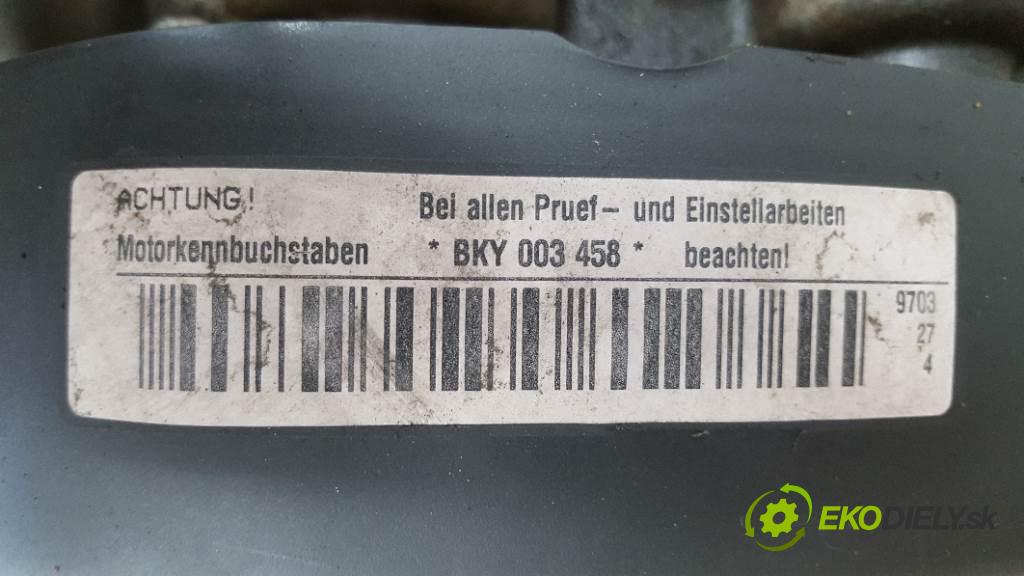 ACHTUNG! Bei allen Pruef- und Einstellarbeiten
Motorkennbuchstaben * BKY 003 458 * beachten!
9703
27
4
EKODIELY.sk